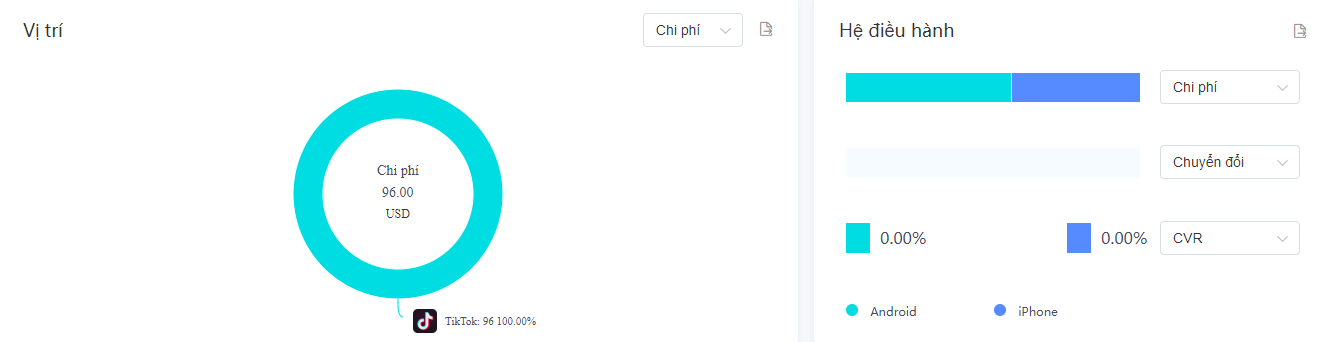 Vị trí
Chi phí
Chi phí
96.00
USD
TikTok: 96 100.00%
Hệ điều hành
Chi phí
Chuyển đổi
0.00%
0.00%
CVR
Android
iPhone